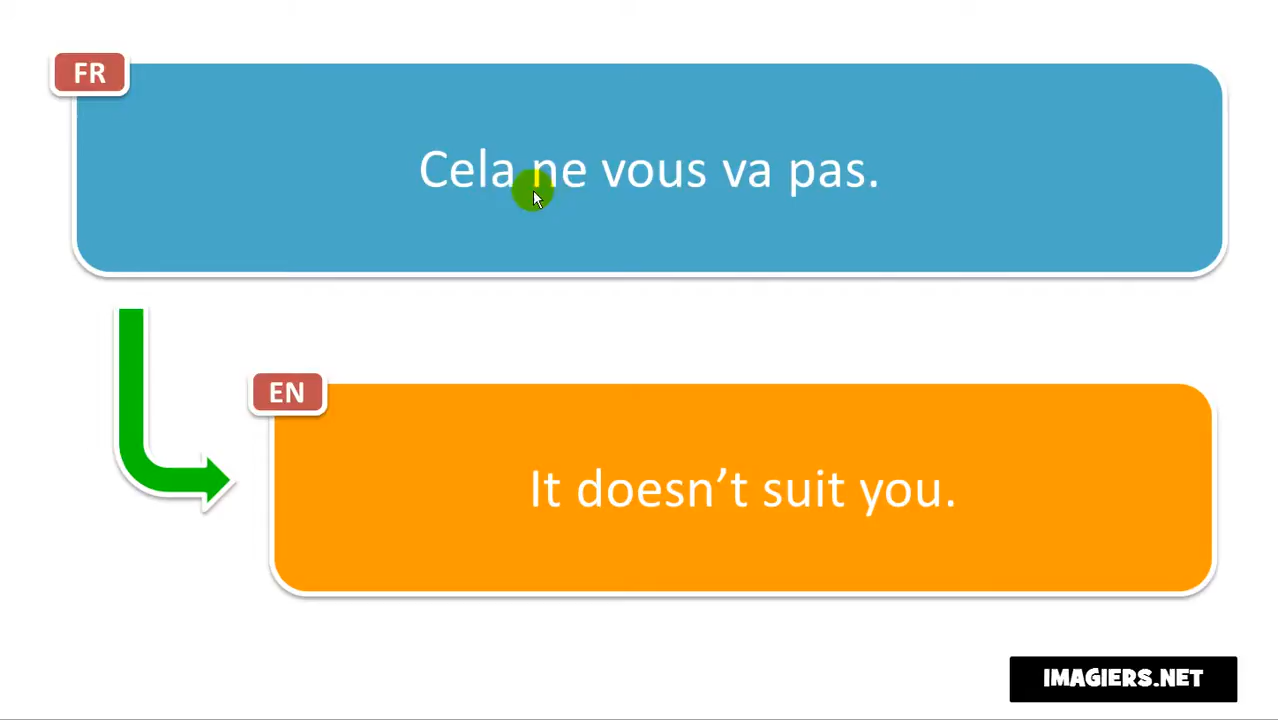 FR
Cela ne vous va pas.
EN
It doesn’t suit you.
IMAGIERS.NET